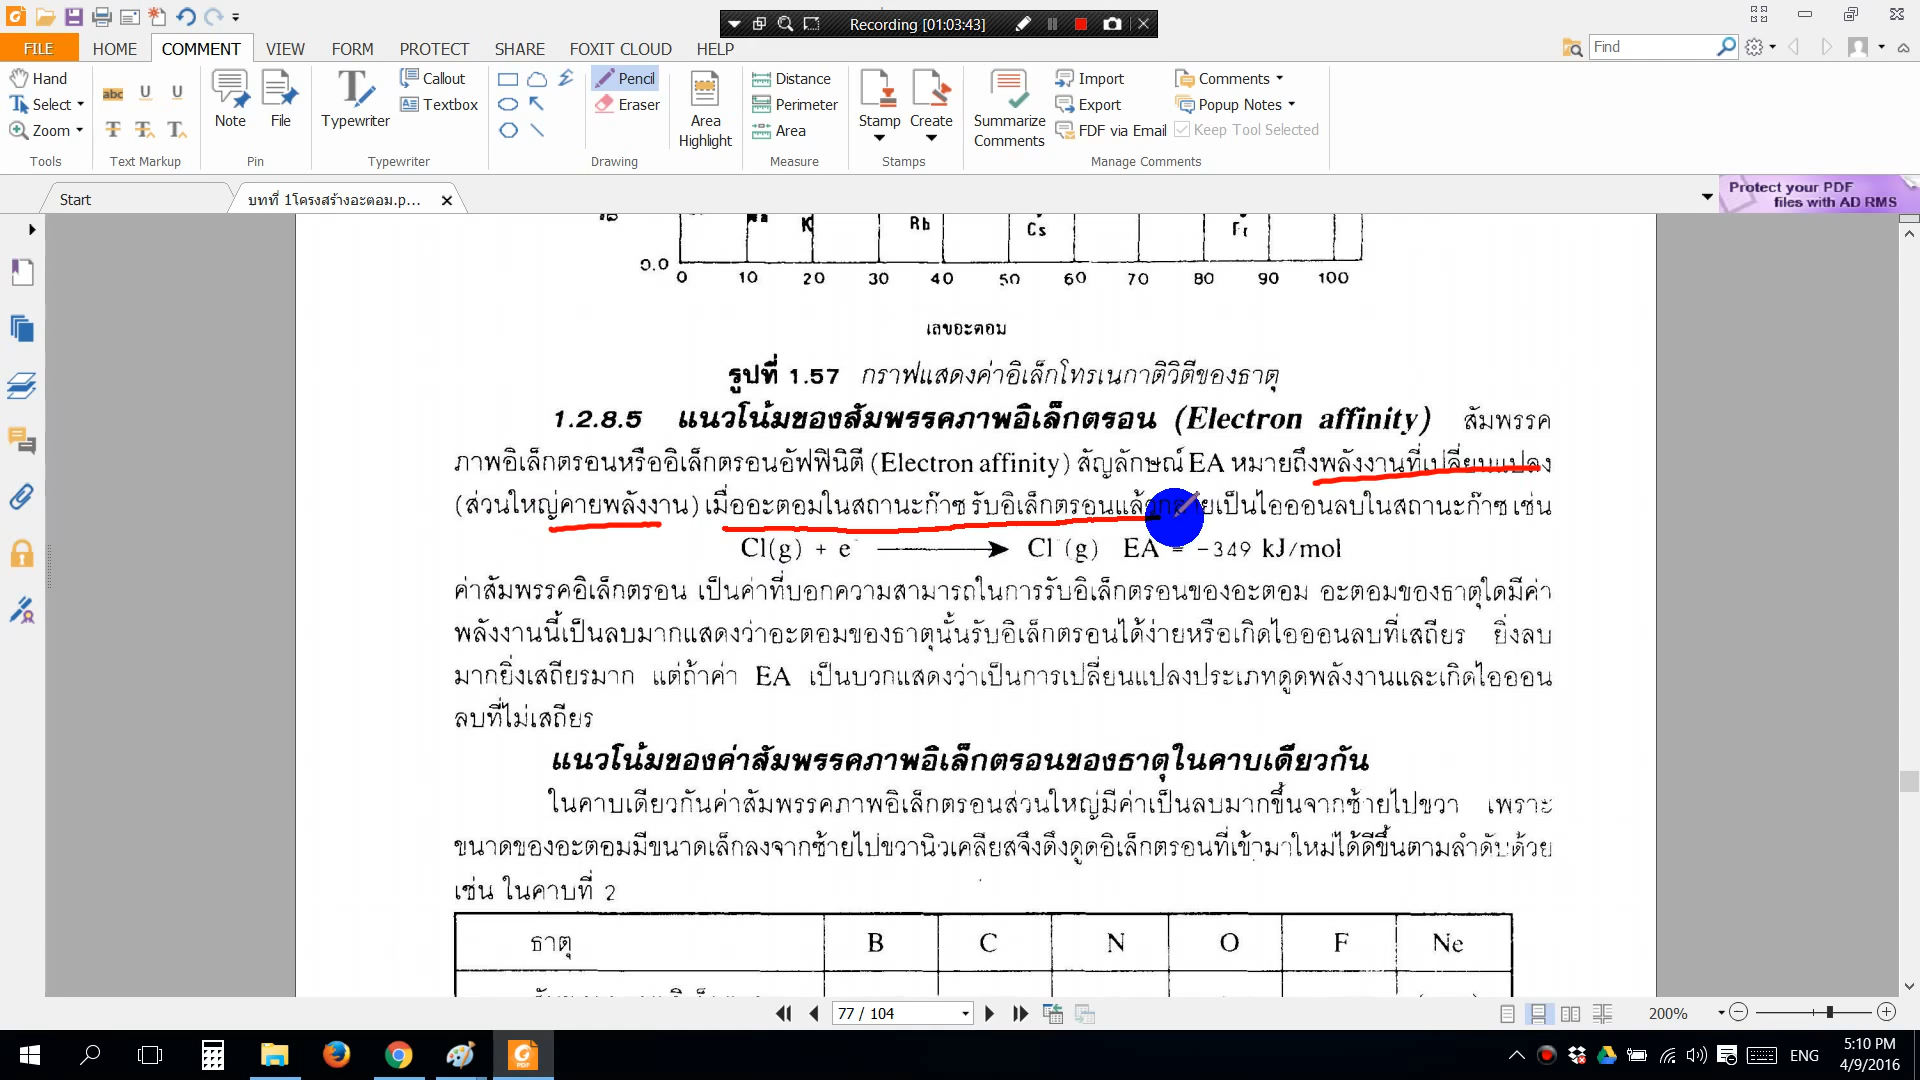 Recording [01:03:43]
FILE HOME COMMENT VIEW FORM PROTECT SHARE FOXIT CLOUD HELP Find
Hand
Select
Zoom
Tools
abc U U
T T T
Text Markup
Note File
Pin
Typewriter
Callout
Textbox
Typewriter
Pencil
Eraser
Drawing
Area Highlight
Distance
Perimeter
Area
Measure
Stamp Create
Stamps
Summarize Comments
Import
Export
FDF via Email
Comments
Popup Notes
Keep Tool Selected
Manage Comments
Start บทที่ 1โครงสร้างอะตอม.p...
Protect your PDF
files with AD RMS
K Rb Cs
0.0
0 10 20 30 40 50 60 70 80 90 100
เลขอะตอม
รูปที่ 1.57 กราฟแสดงค่าอิเล็กโทรเนกาติวิตีของธาตุ
1.2.8.5 แนวโน้มของสัมพรรคภาพอิเล็กตรอน (Electron affinity) สัมพรรค
ภาพอิเล็กตรอนหรืออิเล็กตรอนอัฟฟินิตี (Electron affinity) สัญลักษณ์ EA หมายถึงพลังงานที่เปลี่ยนแปลง
(ส่วนใหญ่คายพลังงาน) เมื่ออะตอมในสถานะก๊าซ รับอิเล็กตรอนแล้วกลายเป็นไอออนลบในสถานะก๊าซ เช่น
Cl(g) + e⁻ → Cl⁻(g) EA = -349 kJ/mol
ค่าสัมพรรคอิเล็กตรอน เป็นค่าที่บอกความสามารถในการรับอิเล็กตรอนของอะตอม อะตอมของธาตุใดมีค่า
พลังงานนี้เป็นลบมากแสดงว่าอะตอมของธาตุนั้นรับอิเล็กตรอนได้ง่ายหรือเกิดไอออนลบที่เสถียร ยิ่งลบ
มากยิ่งเสถียรมาก แต่ถ้าค่า EA เป็นบวกแสดงว่าเป็นการเปลี่ยนแปลงประเภทดูดพลังงานและเกิดไอออน
ลบที่ไม่เสถียร
แนวโน้มของค่าสัมพรรคภาพอิเล็กตรอนของธาตุในคาบเดียวกัน
ในคาบเดียวกันค่าสัมพรรคภาพอิเล็กตรอนส่วนใหญ่มีค่าเป็นลบมากขึ้นจากซ้ายไปขวา เพราะ
ขนาดของอะตอมมีขนาดเล็กลงจากซ้ายไปขวานิวเคลียสจึงดึงดูดอิเล็กตรอนที่เข้ามาใหม่ได้ดีขึ้นตามลำดับด้วย
เช่น ในคาบที่ 2
ธาตุ B C N O F Ne
77 / 104
200%
ENG
5:10 PM
4/9/2016